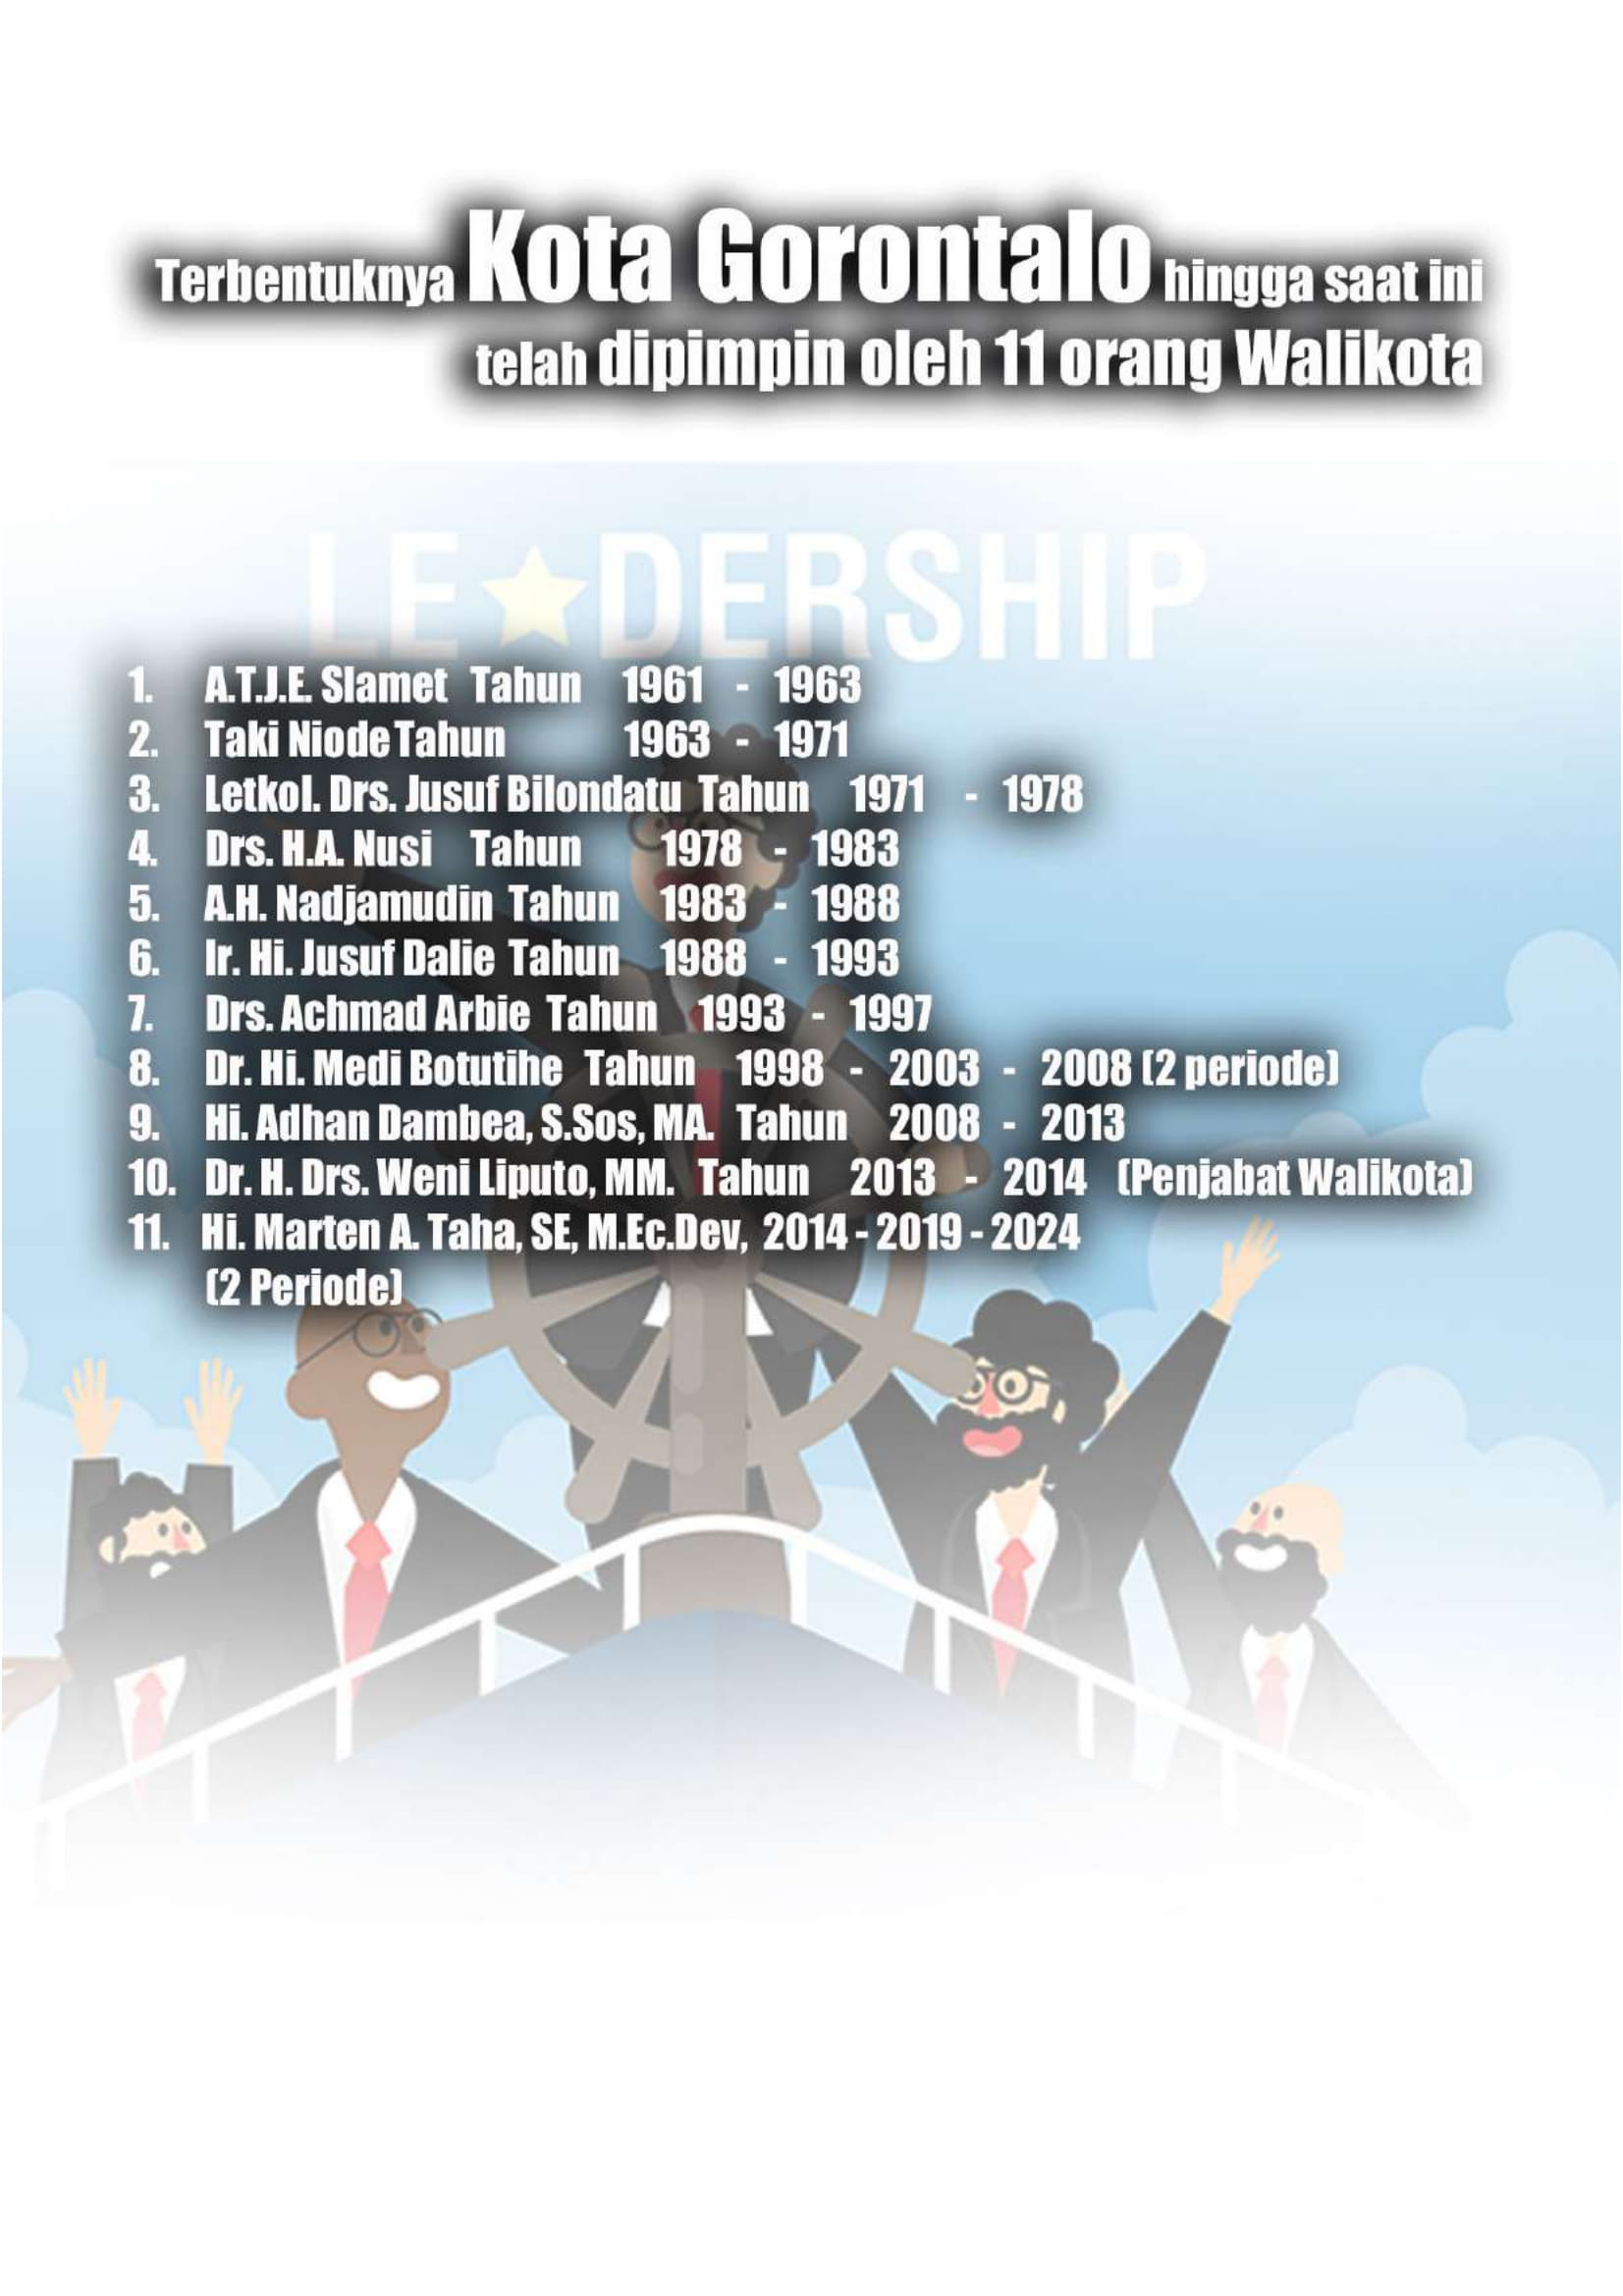 Terbentuknya Kota Gorontalo hingga saat ini
telah dipimpin oleh 11 orang Walikota
LE★DERSHIP
1. A.T.J.E. Slamet Tahun 1961 - 1963
2. Taki Niode Tahun 1963 - 1971
3. Letkol. Drs. Jusuf Bilondatu Tahun 1971 - 1978
4. Drs. H.A. Nusi Tahun 1978 - 1983
5. A.H. Nadjamudin Tahun 1983 - 1988
6. Ir. Hi. Jusuf Dalie Tahun 1988 - 1993
7. Drs. Achmad Arbie Tahun 1993 - 1997
8. Dr. Hi. Medi Botutihe Tahun 1998 - 2003 - 2008 (2 periode)
9. Hi. Adhan Dambea, S.Sos, MA. Tahun 2008 - 2013
10. Dr. H. Drs. Weni Liputo, MM. Tahun 2013 - 2014 (Penjabat Walikota)
11. Hi. Marten A. Taha, SE, M.Ec.Dev, 2014 - 2019 - 2024
(2 Periode)